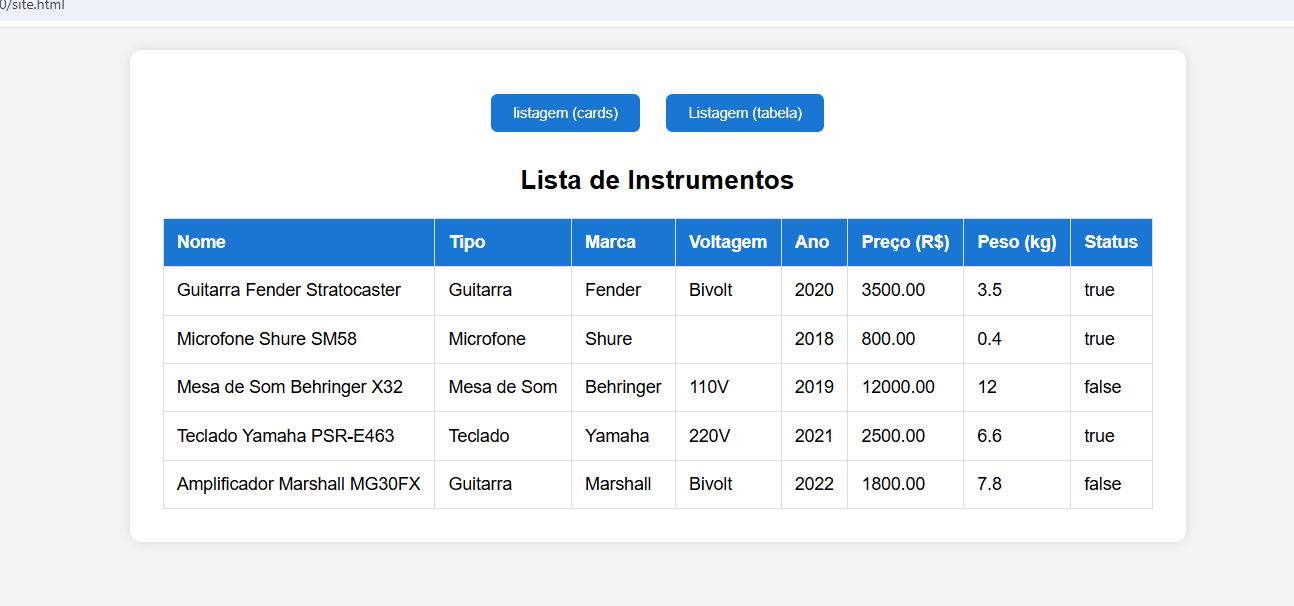 0/site.html
listagem (cards) Listagem (tabela)
Lista de Instrumentos
Nome Tipo Marca Voltagem Ano Preço (R$) Peso (kg) Status
Guitarra Fender Stratocaster Guitarra Fender Bivolt 2020 3500.00 3.5 true
Microfone Shure SM58 Microfone Shure 2018 800.00 0.4 true
Mesa de Som Behringer X32 Mesa de Som Behringer 110V 2019 12000.00 12 false
Teclado Yamaha PSR-E463 Teclado Yamaha 220V 2021 2500.00 6.6 true
Amplificador Marshall MG30FX Guitarra Marshall Bivolt 2022 1800.00 7.8 false